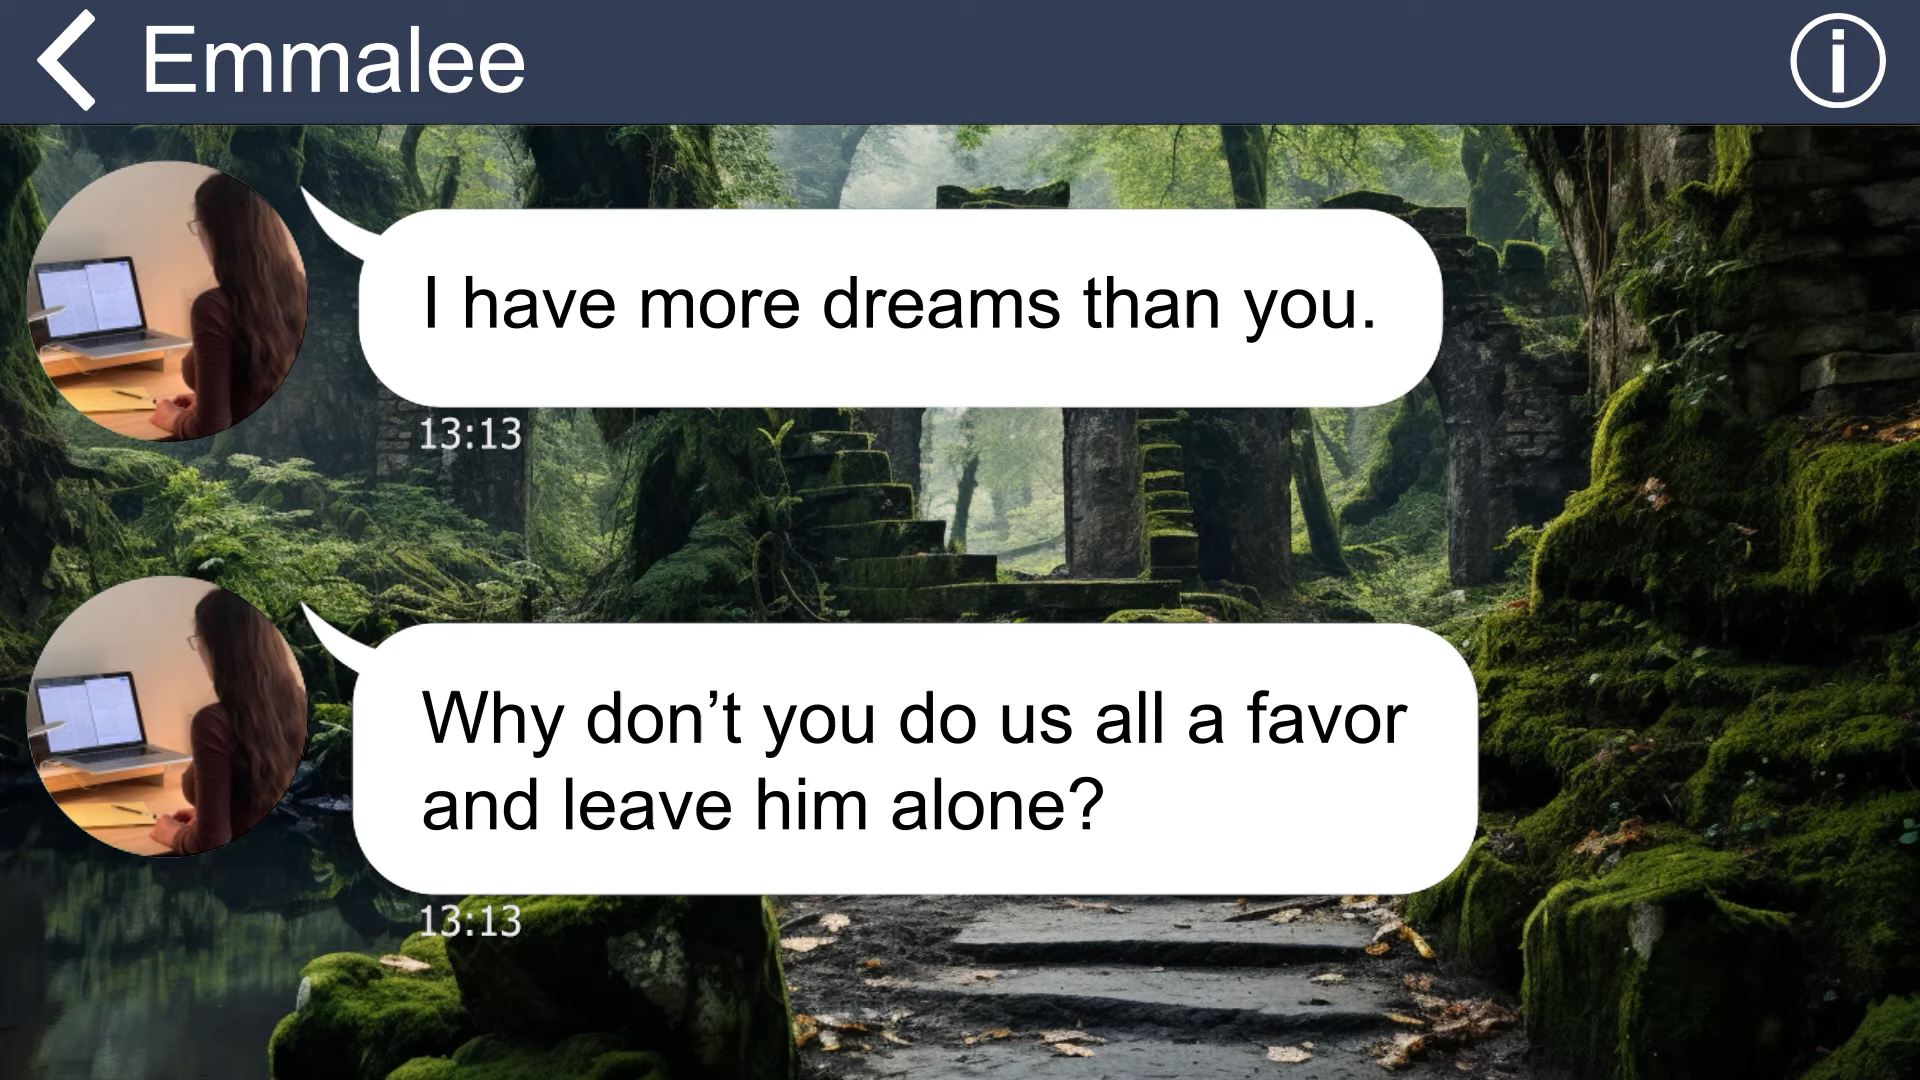 Emmalee
I have more dreams than you.
13:13
Why don’t you do us all a favor
and leave him alone?
13:13